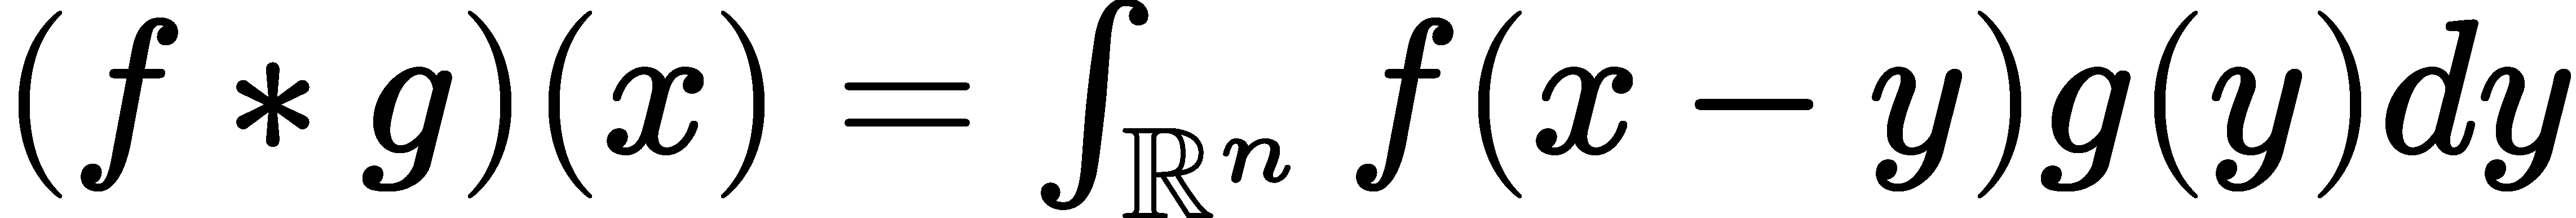 (f ∗ g)(x) = ∫_{ℝⁿ} f(x − y)g(y)dy